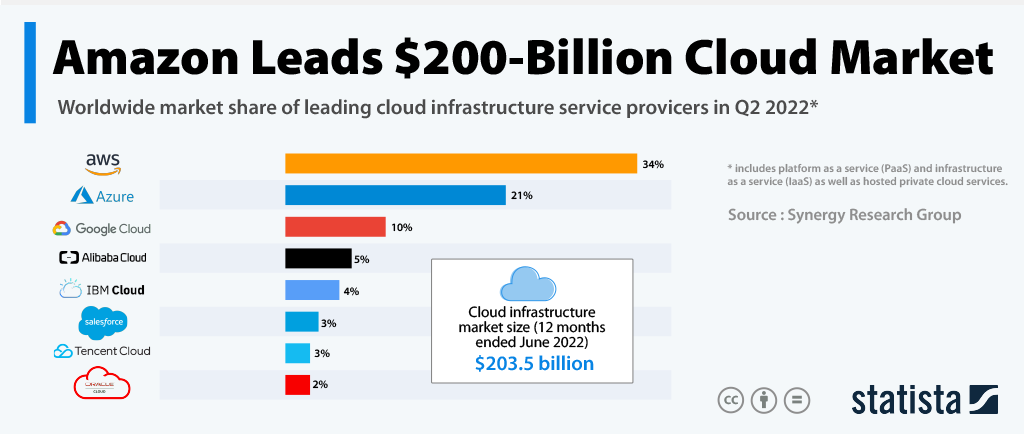 Amazon Leads $200-Billion Cloud Market
Worldwide market share of leading cloud infrastructure service provicers in Q2 2022*
aws
34%
Azure
21%
Google Cloud
10%
Alibaba Cloud
5%
IBM Cloud
4%
salesforce
3%
Tencent Cloud
3%
ORACLE
CLOUD
2%
* includes platform as a service (PaaS) and infrastructure
as a service (IaaS) as well as hosted private cloud services.
Source : Synergy Research Group
Cloud infrastructure
market size (12 months
ended June 2022)
$203.5 billion
cc
statista